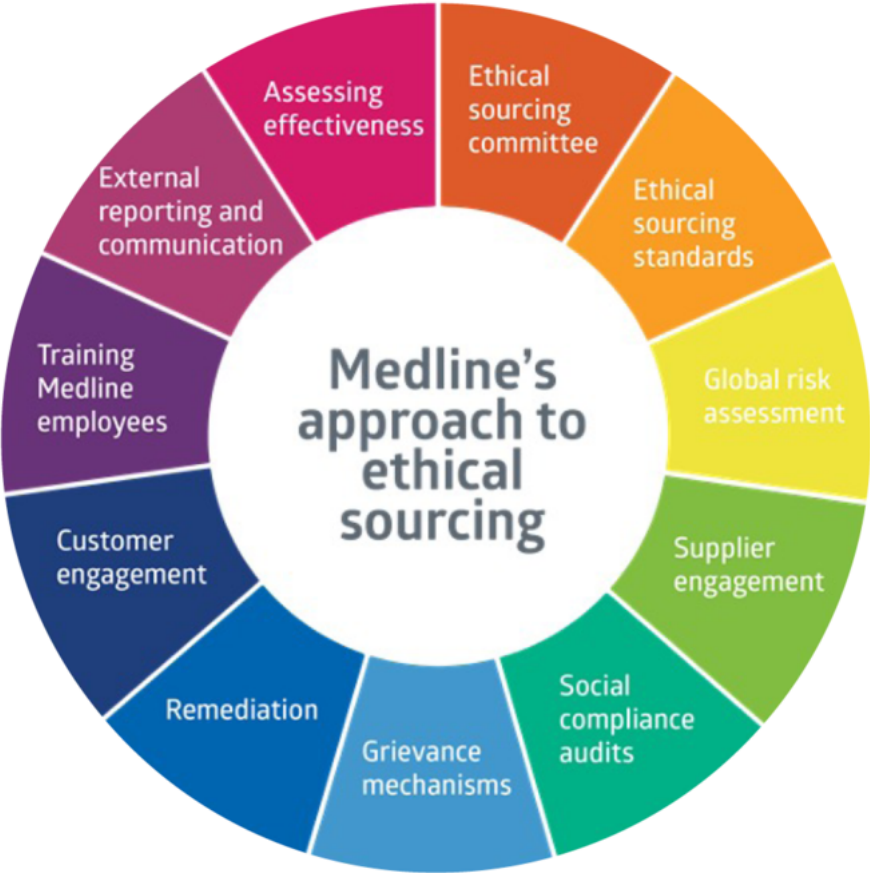 Medline's
approach to
ethical
sourcing
Ethical
sourcing
committee
Ethical
sourcing
standards
Global risk
assessment
Supplier
engagement
Social
compliance
audits
Grievance
mechanisms
Remediation
Customer
engagement
Training
Medline
employees
External
reporting and
communication
Assessing
effectiveness